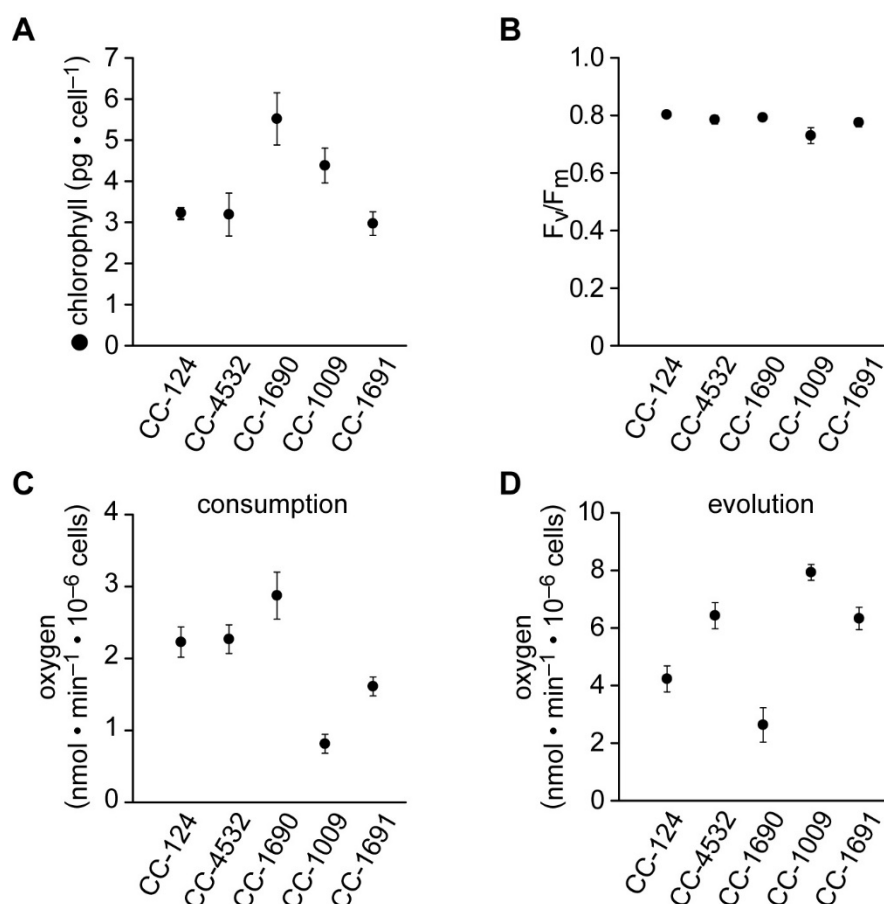 A
● chlorophyll (pg • cell⁻¹)
7
6
5
4
3
2
1
0
CC-124
CC-4532
CC-1690
CC-1009
CC-1691
B
Fᵥ/Fₘ
1.0
0.8
0.6
0.4
0.2
0
CC-124
CC-4532
CC-1690
CC-1009
CC-1691
C
consumption
oxygen
(nmol • min⁻¹ • 10⁻⁶ cells)
4
3
2
1
0
CC-124
CC-4532
CC-1690
CC-1009
CC-1691
D
evolution
oxygen
(nmol • min⁻¹ • 10⁻⁶ cells)
10
8
6
4
2
0
CC-124
CC-4532
CC-1690
CC-1009
CC-1691